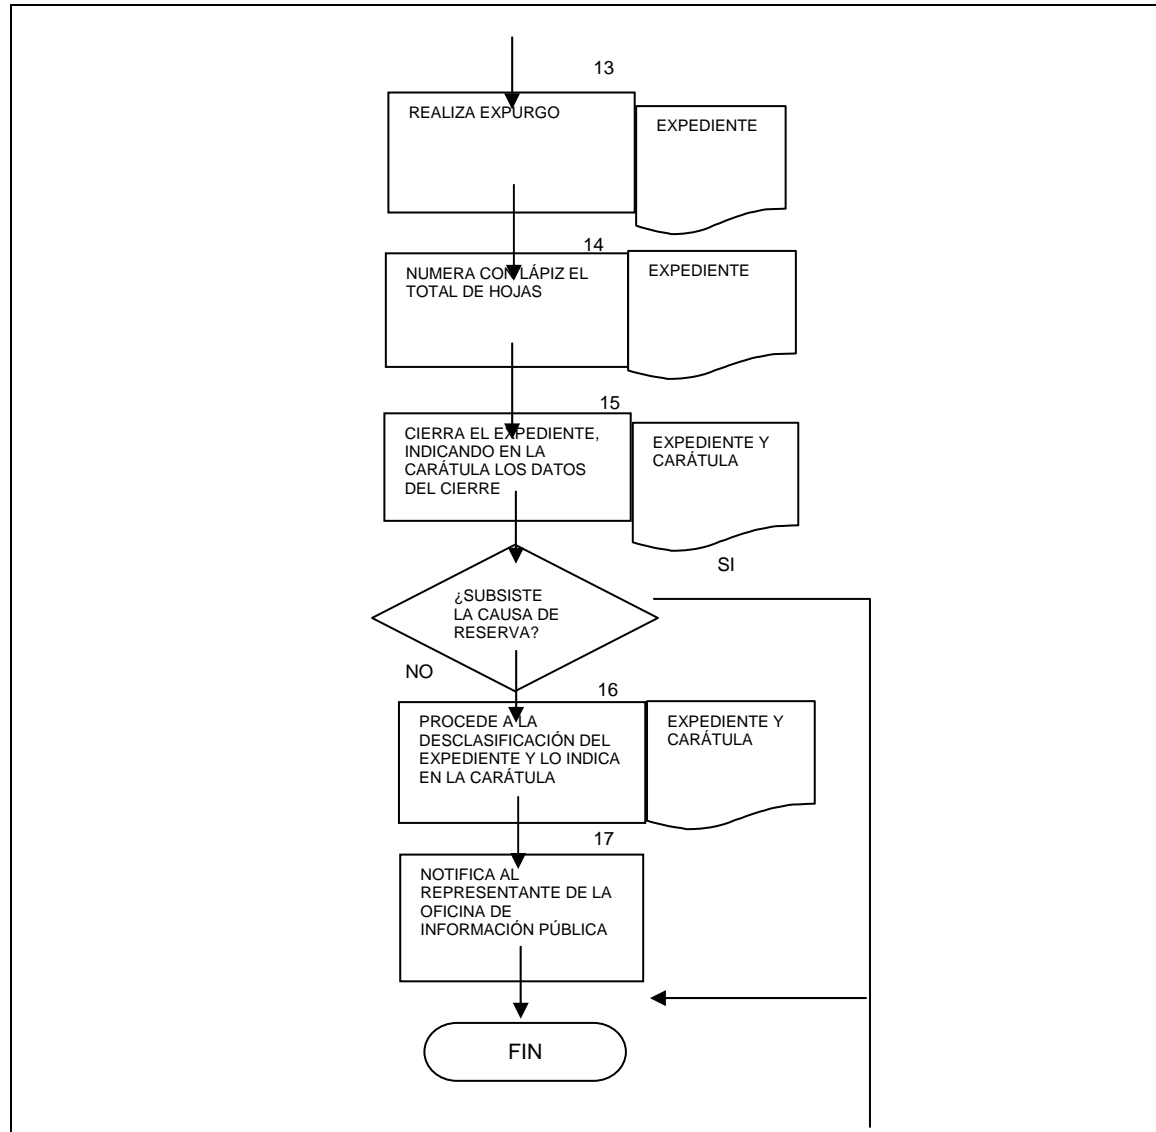 13
REALIZA EXPURGO
EXPEDIENTE
14
NUMERA CON LÁPIZ EL
TOTAL DE HOJAS
EXPEDIENTE
15
CIERRA EL EXPEDIENTE,
INDICANDO EN LA
CARÁTULA LOS DATOS
DEL CIERRE
EXPEDIENTE Y
CARÁTULA
SI
¿SUBSISTE
LA CAUSA DE
RESERVA?
NO
16
PROCEDE A LA
DESCLASIFICACIÓN DEL
EXPEDIENTE Y LO INDICA
EN LA CARÁTULA
EXPEDIENTE Y
CARÁTULA
17
NOTIFICA AL
REPRESENTANTE DE LA
OFICINA DE
INFORMACIÓN PÚBLICA
FIN